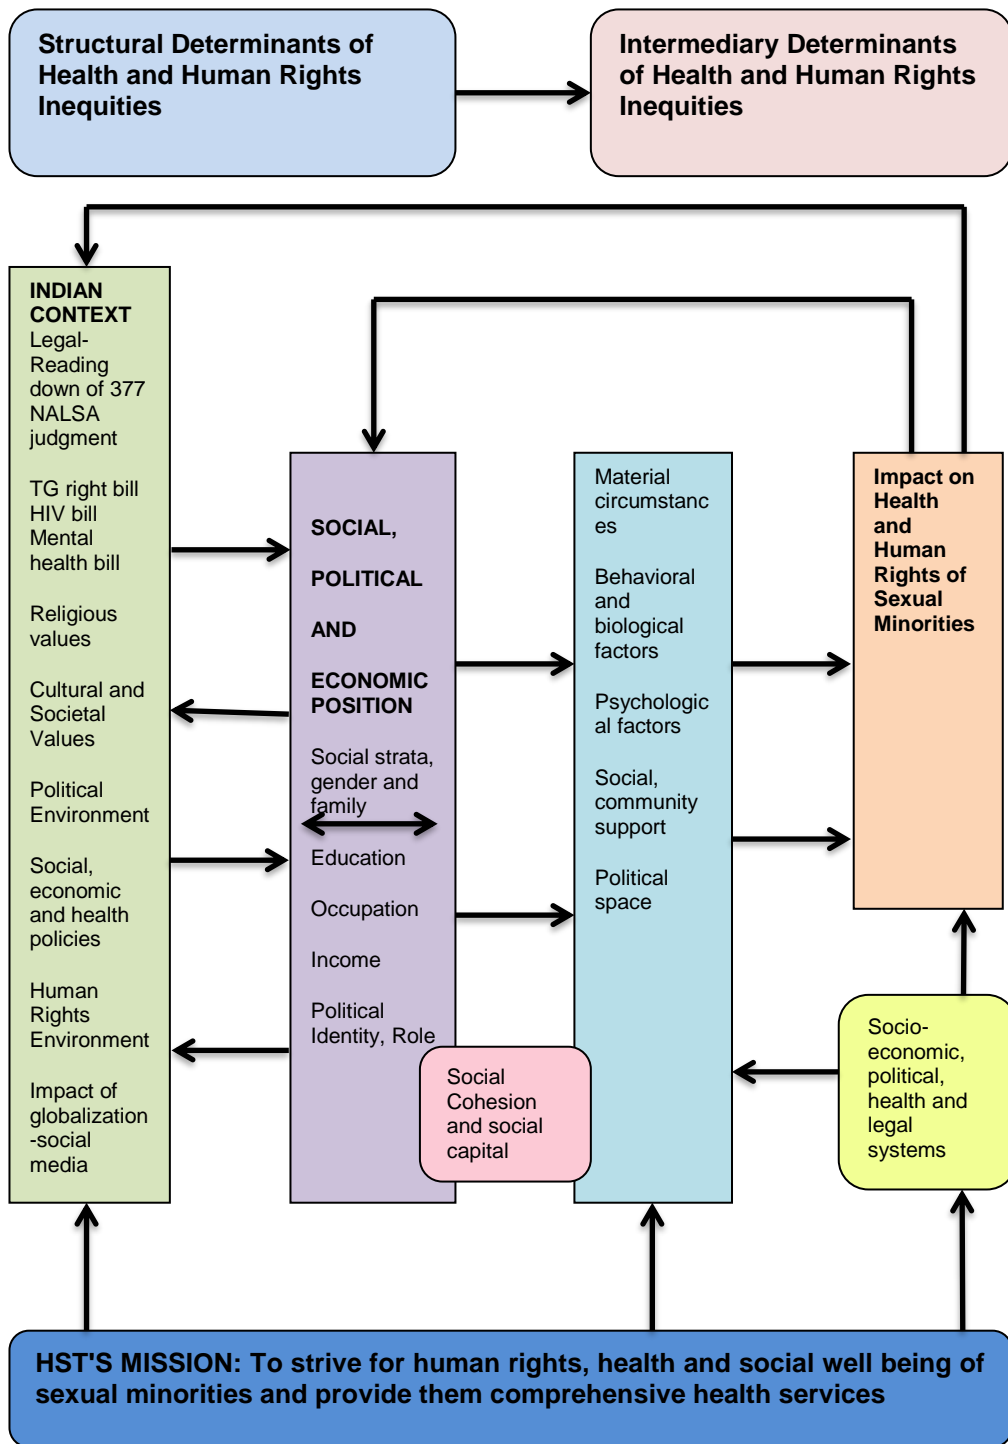 Structural Determinants of
Health and Human Rights
Inequities
Intermediary Determinants
of Health and Human Rights
Inequities
INDIAN
CONTEXT
Legal-
Reading
down of 377
NALSA
judgment
TG right bill
HIV bill
Mental
health bill
Religious
values
Cultural and
Societal
Values
Political
Environment
Social,
economic
and health
policies
Human
Rights
Environment
Impact of
globalization
-social
media
SOCIAL,
POLITICAL
AND
ECONOMIC
POSITION
Social strata,
gender and
family
Education
Occupation
Income
Political
Identity, Role
Social
Cohesion
and social
capital
Material
circumstanc
es
Behavioral
and
biological
factors
Psychologic
al factors
Social,
community
support
Political
space
Impact on
Health
and
Human
Rights of
Sexual
Minorities
Socio-
economic,
political,
health and
legal
systems
HST'S MISSION: To strive for human rights, health and social well being of
sexual minorities and provide them comprehensive health services